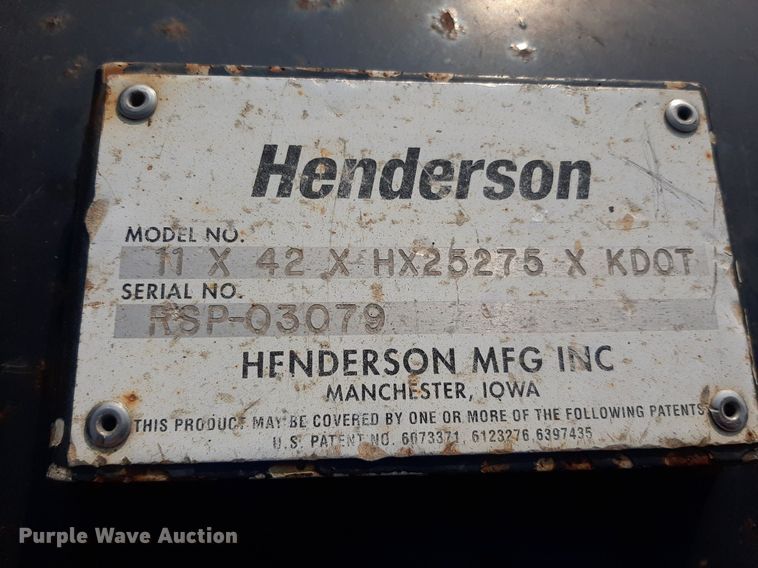 Henderson
MODEL NO.
11 X 42 X HX25275 X KDOT
SERIAL NO.
RSP-03079
HENDERSON MFG INC
MANCHESTER, IOWA
THIS PRODUCT MAY BE COVERED BY ONE OR MORE OF THE FOLLOWING PATENTS
U.S. PATENT NO. 6073371, 6123276, 6397435
Purple Wave Auction